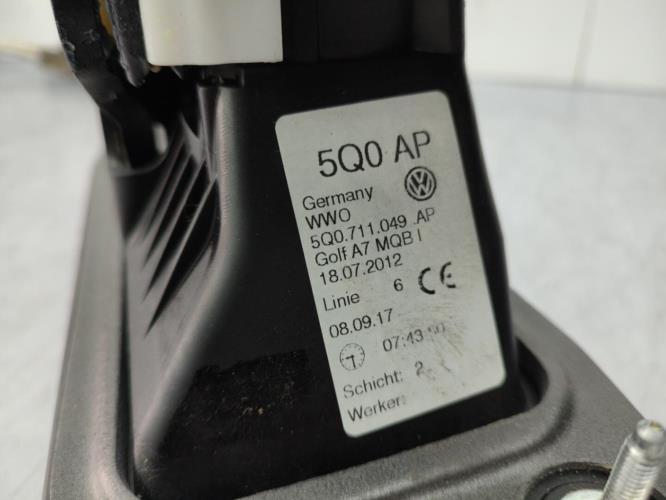 5Q0 AP
Germany
WWO
5Q0.711.049 .AP
Golf A7 MQB I
18.07.2012
Linie 6 CE
08.09.17
07:43
Schicht: 2
Werker: